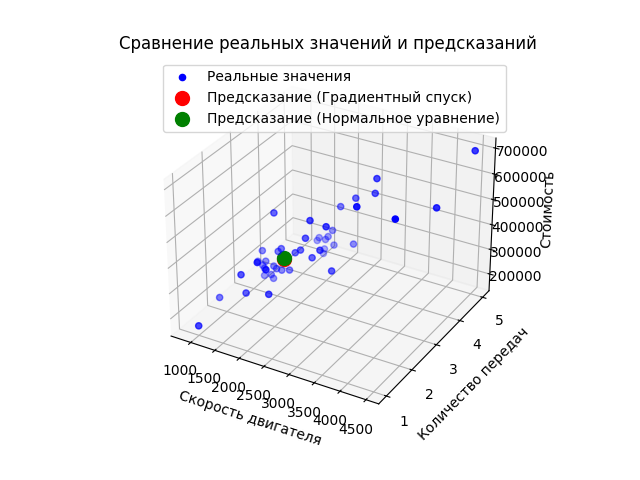 Сравнение реальных значений и предсказаний
Реальные значения
Предсказание (Градиентный спуск)
Предсказание (Нормальное уравнение)
700000
600000
500000
400000
300000
200000
Стоимость
5
4
3
2
1
Количество передач
1000
1500
2000
2500
3000
3500
4000
4500
Скорость двигателя